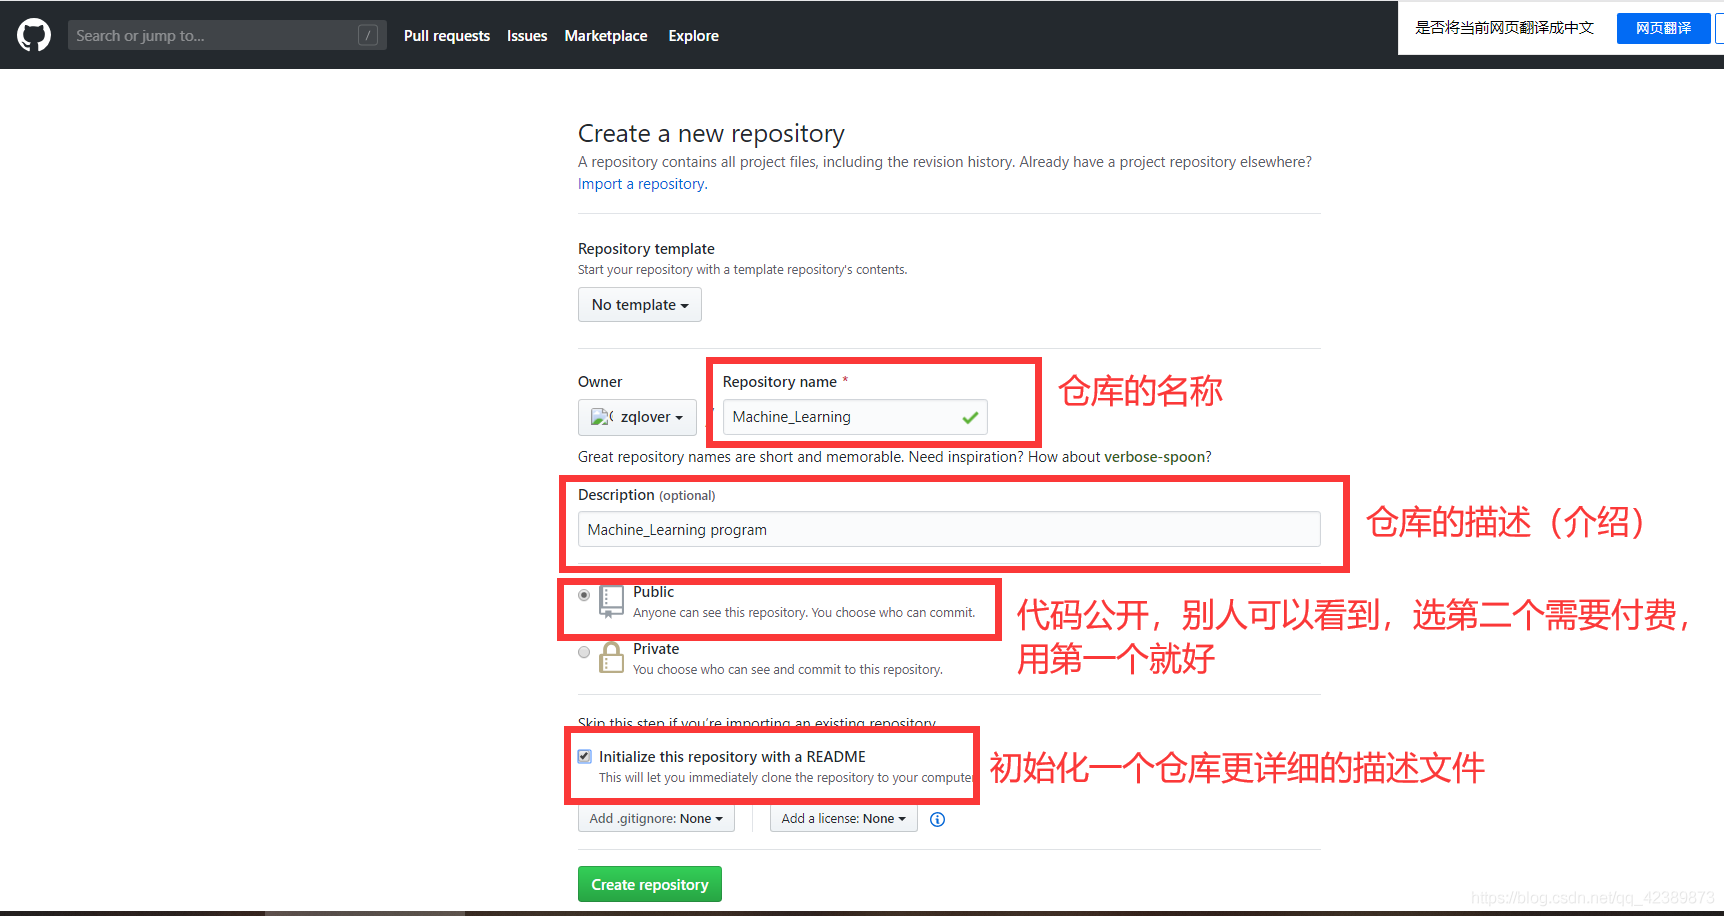 Search or jump to... /
Pull requests Issues Marketplace Explore
是否将当前网页翻译成中文 网页翻译
Create a new repository
A repository contains all project files, including the revision history. Already have a project repository elsewhere?
Import a repository.
Repository template
Start your repository with a template repository's contents.
No template
Owner Repository name *
zqlover Machine_Learning
仓库的名称
Great repository names are short and memorable. Need inspiration? How about verbose-spoon?
Description (optional)
Machine_Learning program
仓库的描述（介绍）
Public
Anyone can see this repository. You choose who can commit.
代码公开，别人可以看到，选第二个需要付费，
用第一个就好
Private
You choose who can see and commit to this repository.
Skip this step if you're importing an existing repository.
Initialize this repository with a README
This will let you immediately clone the repository to your computer
初始化一个仓库更详细的描述文件
Add .gitignore: None Add a license: None
Create repository
https://blog.csdn.net/qq_42389873